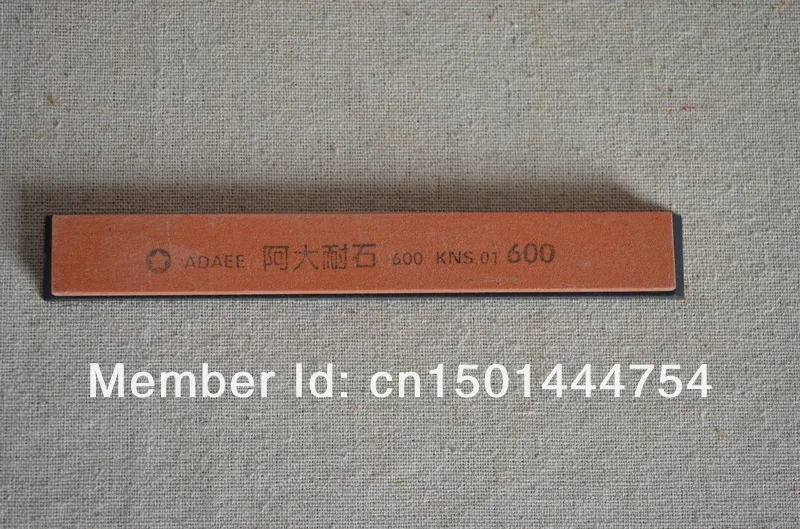 ADAEE 阿大耐石 600 KNS.01 600
Member Id: cn1501444754